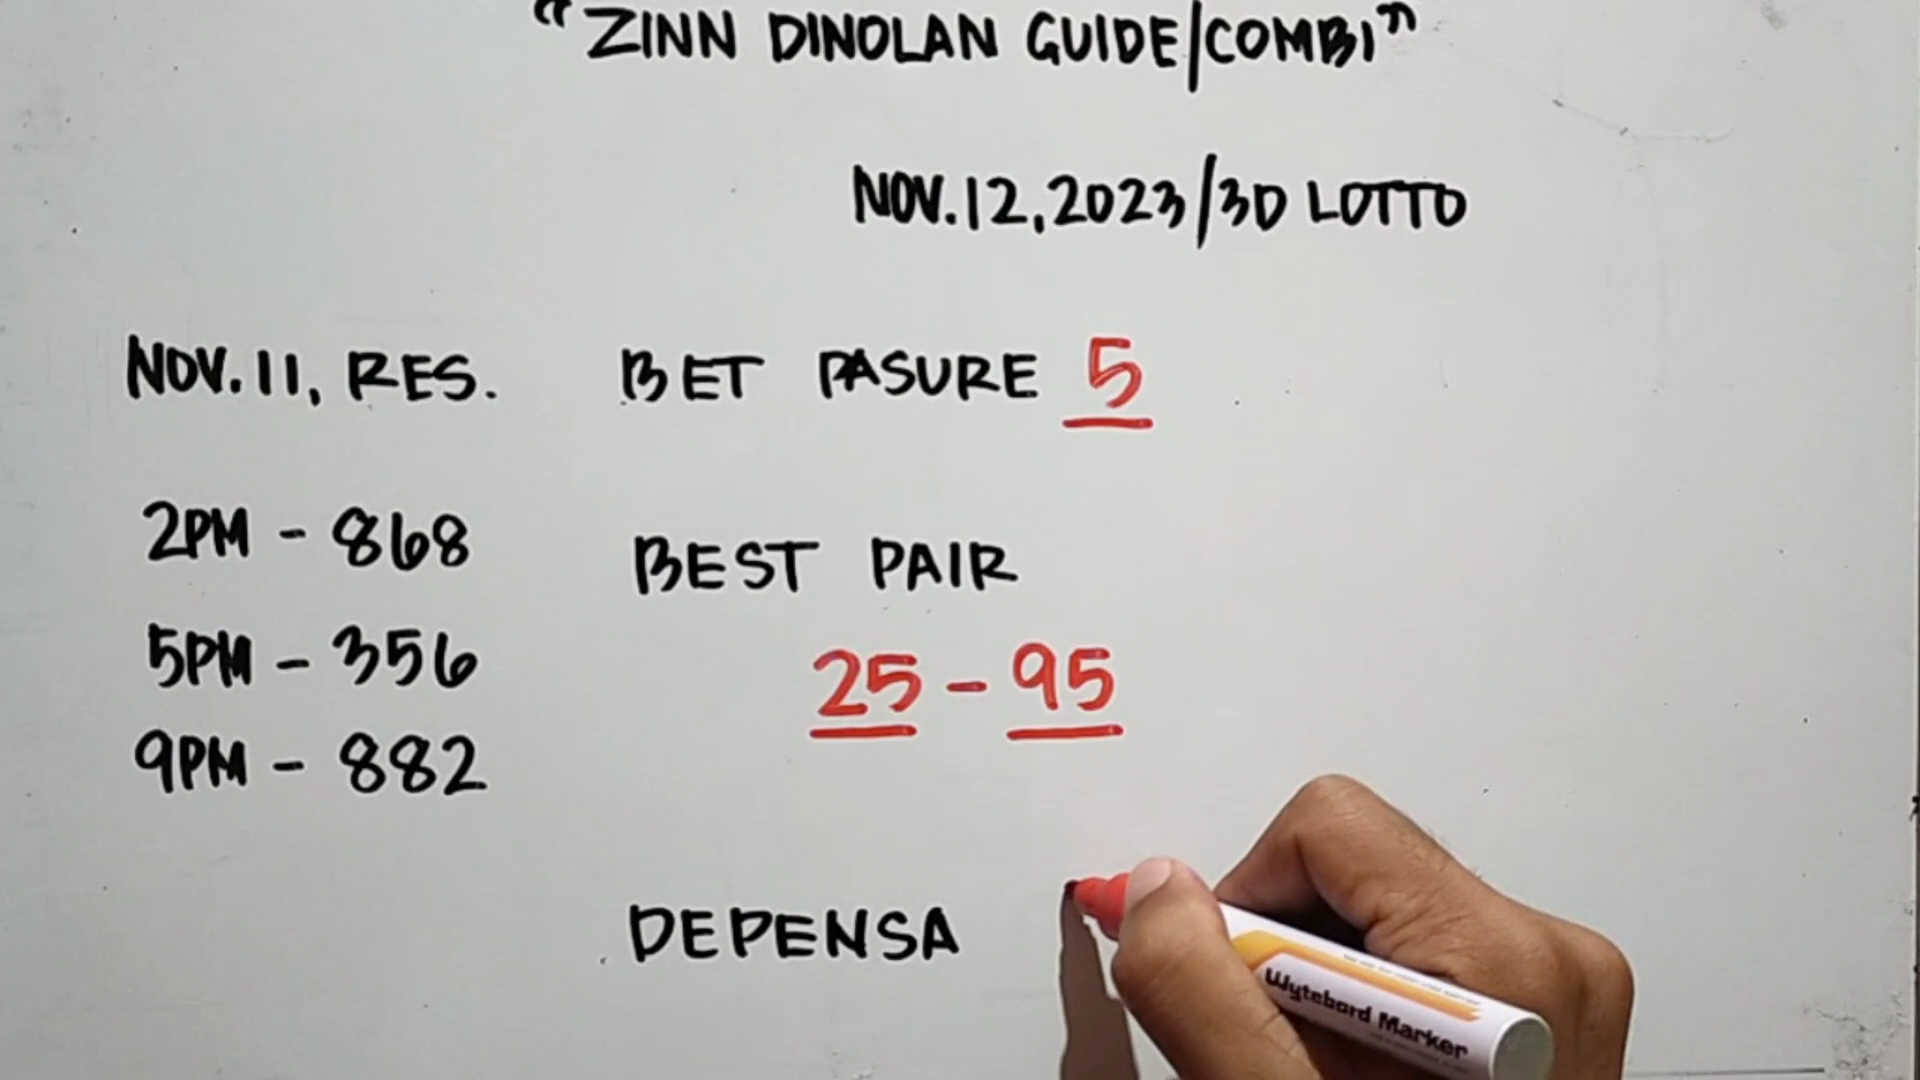 "ZINN DINOLAN GUIDE/COMBI"
NOV.12,2023/3D LOTTO
NOV.11, RES.
2PM - 868
5PM - 356
9PM - 882
BET PASURE 5
BEST PAIR
25 - 95
DEPENSA
Wytebord Marker